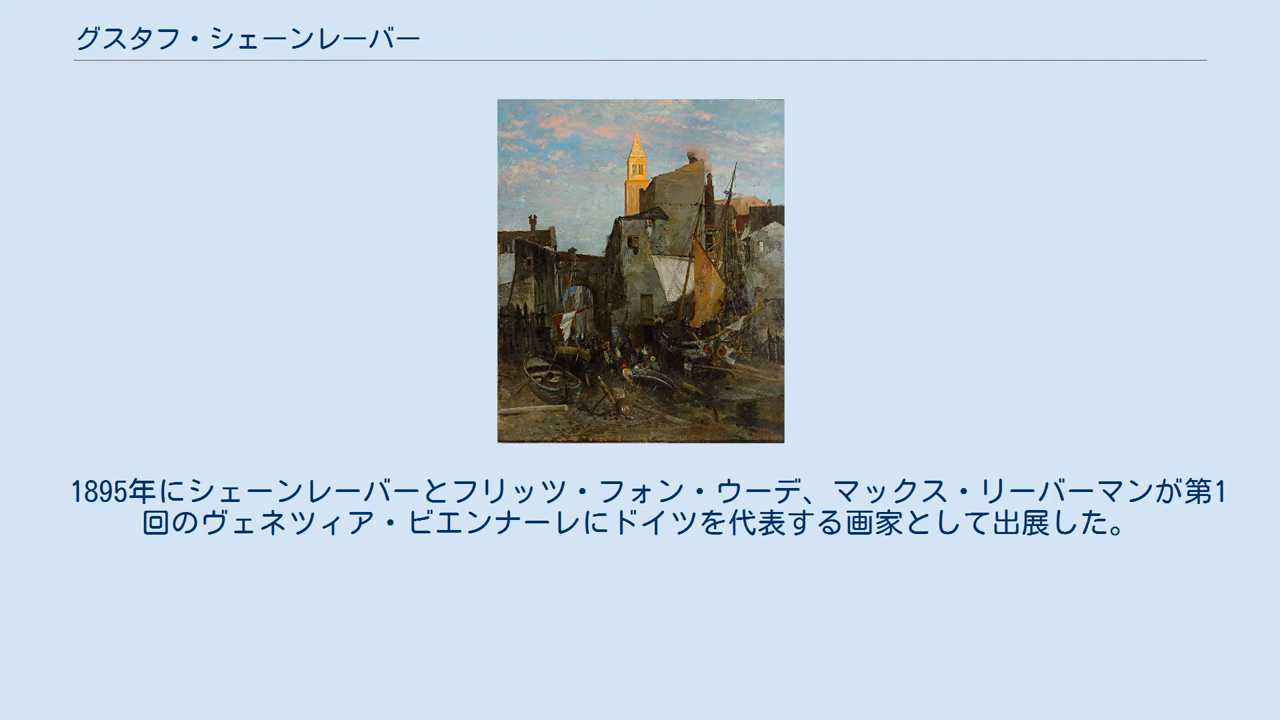 グスタフ・シェーンレーバー
1895年にシェーンレーバーとフリッツ・フォン・ウーデ、マックス・リーバーマンが第1
回のヴェネツィア・ビエンナーレにドイツを代表する画家として出展した。